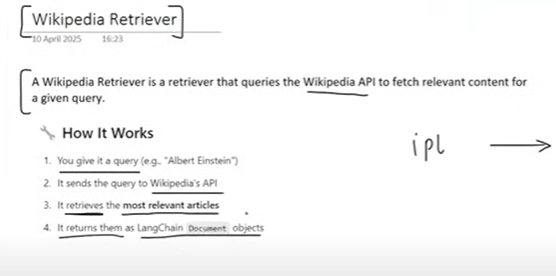 Wikipedia Retriever
10 April 2025 16:23
A Wikipedia Retriever is a retriever that queries the Wikipedia API to fetch relevant content for
a given query.
How It Works
1. You give it a query (e.g., "Albert Einstein")
2. It sends the query to Wikipedia's API
3. It retrieves the most relevant articles
4. It returns them as LangChain Document objects
ipl